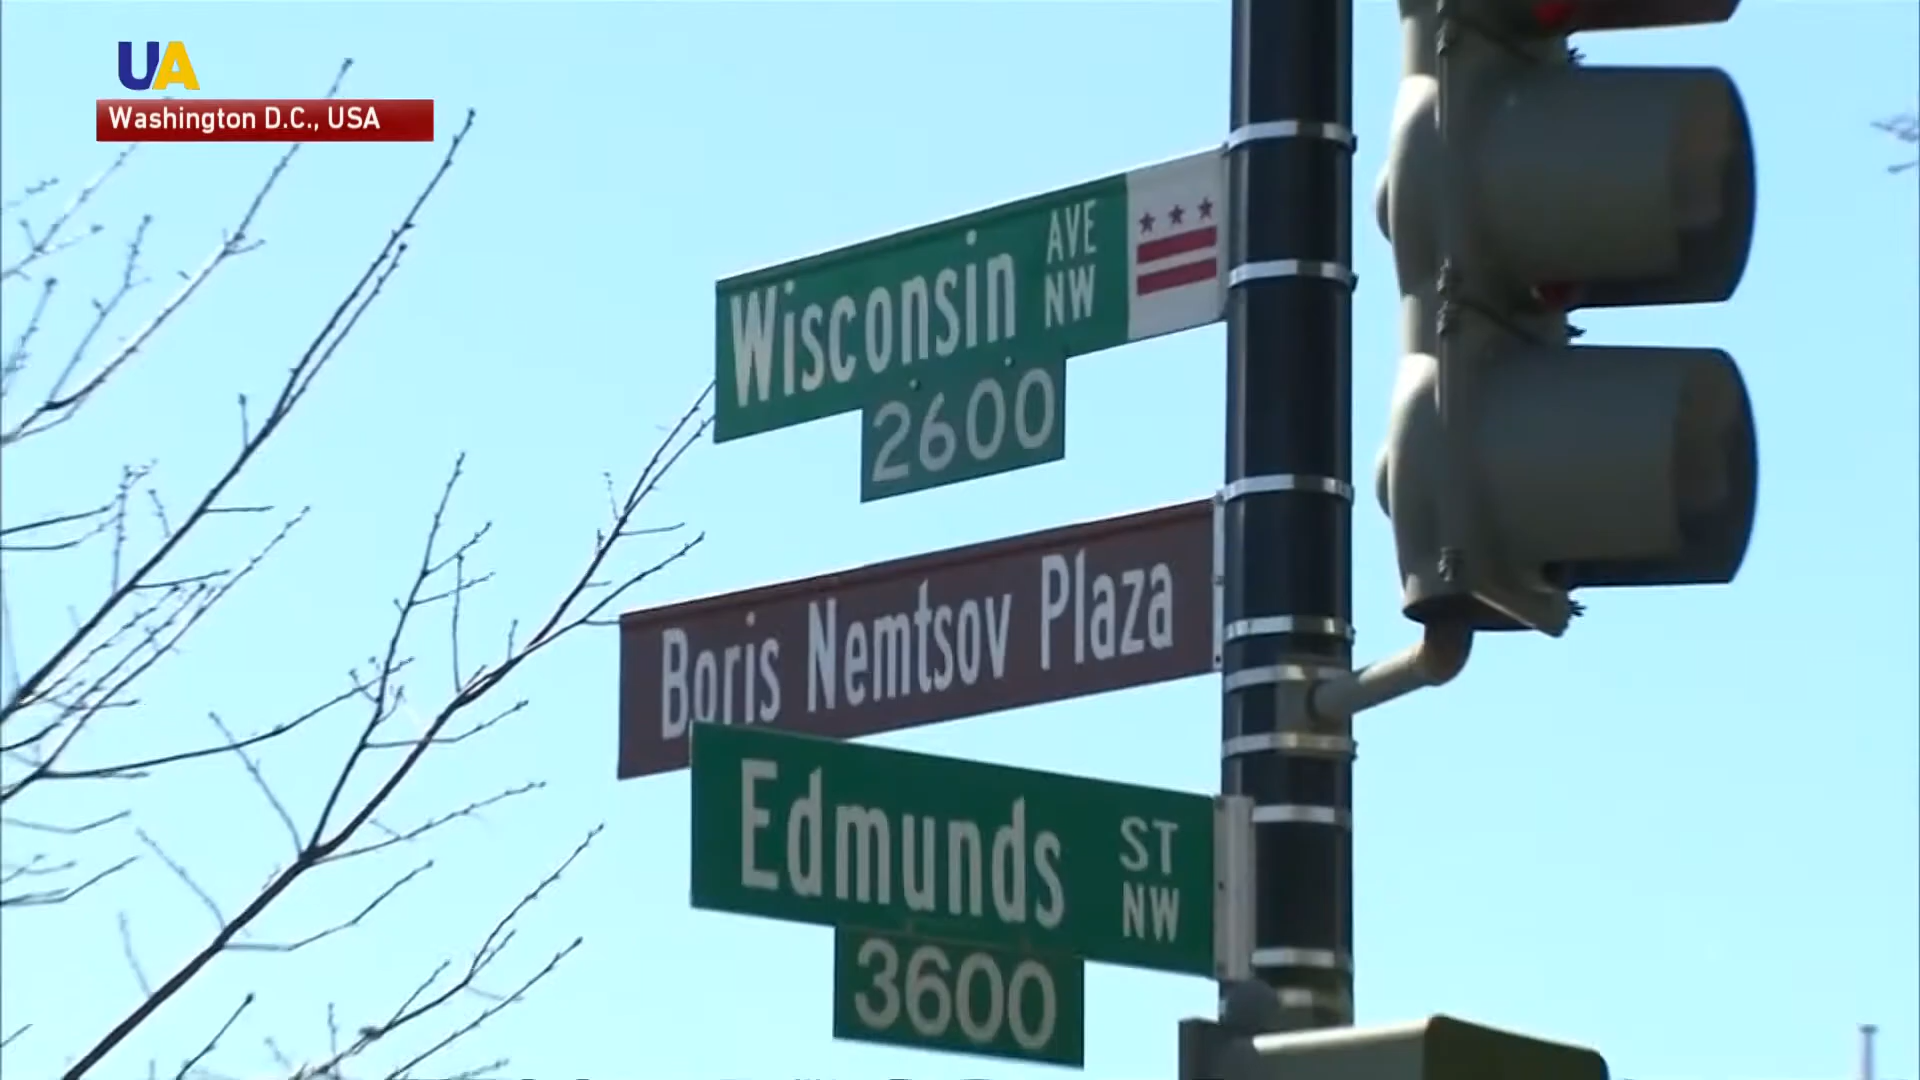 UA
Washington D.C., USA
Wisconsin AVE NW
2600
Boris Nemtsov Plaza
Edmunds ST NW
3600